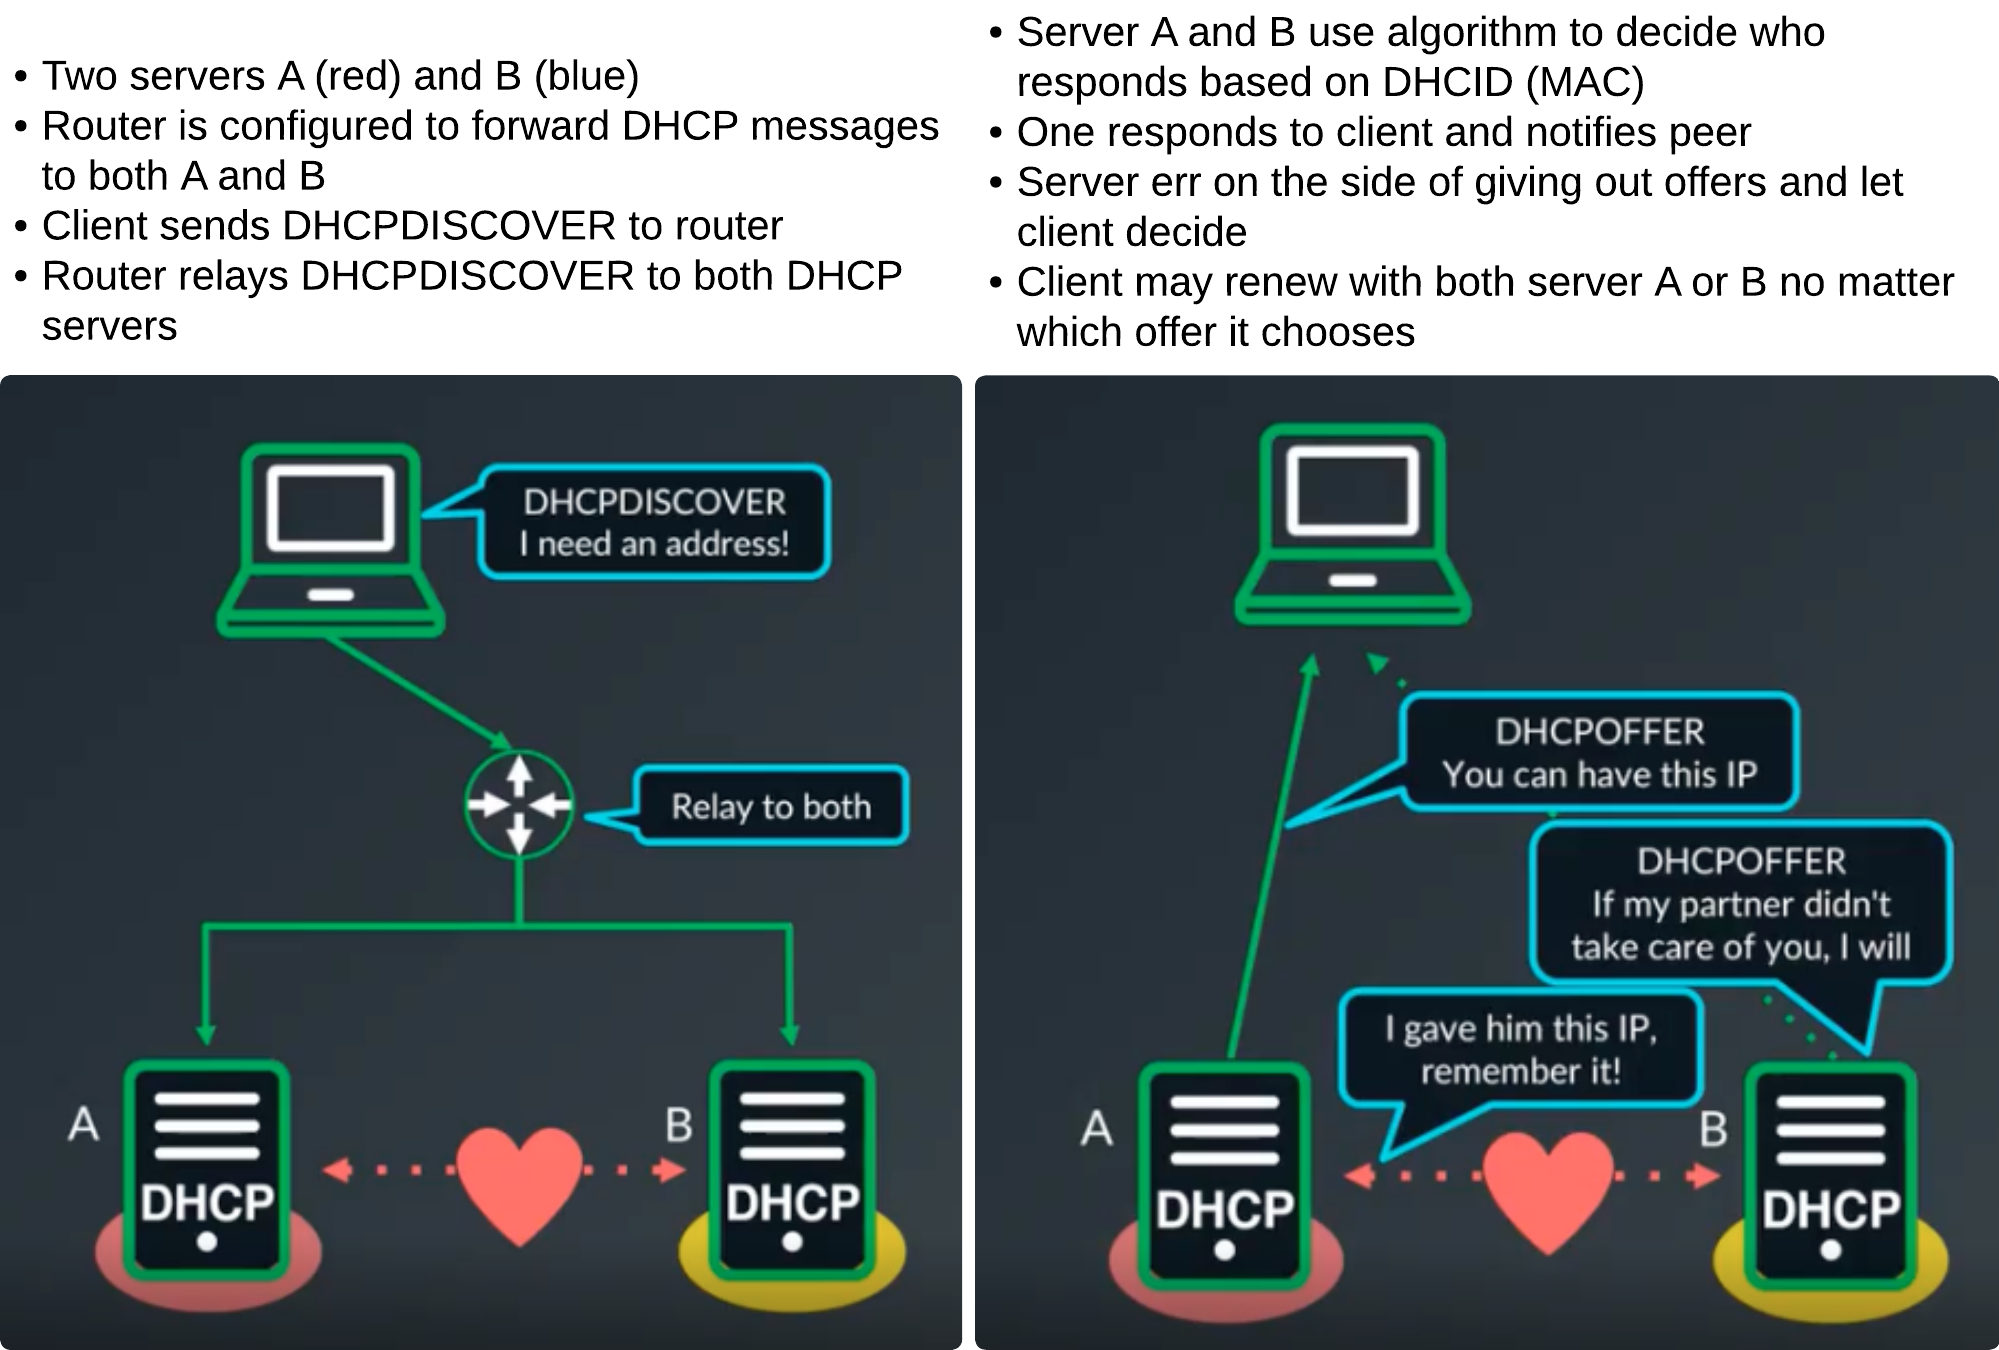 • Two servers A (red) and B (blue)
• Router is configured to forward DHCP messages
to both A and B
• Client sends DHCPDISCOVER to router
• Router relays DHCPDISCOVER to both DHCP
servers
• Server A and B use algorithm to decide who
responds based on DHCID (MAC)
• One responds to client and notifies peer
• Server err on the side of giving out offers and let
client decide
• Client may renew with both server A or B no matter
which offer it chooses
DHCPDISCOVER
I need an address!
Relay to both
A
DHCP
B
DHCP
DHCPOFFER
You can have this IP
DHCPOFFER
If my partner didn't
take care of you, I will
I gave him this IP,
remember it!
A
DHCP
B
DHCP